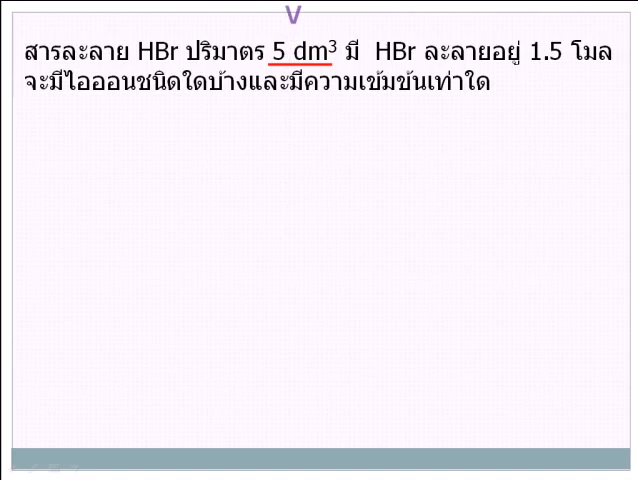 V
สารละลาย HBr ปริมาตร 5 dm³ มี HBr ละลายอยู่ 1.5 โมล
จะมีไอออนชนิดใดบ้างและมีความเข้มข้นเท่าใด